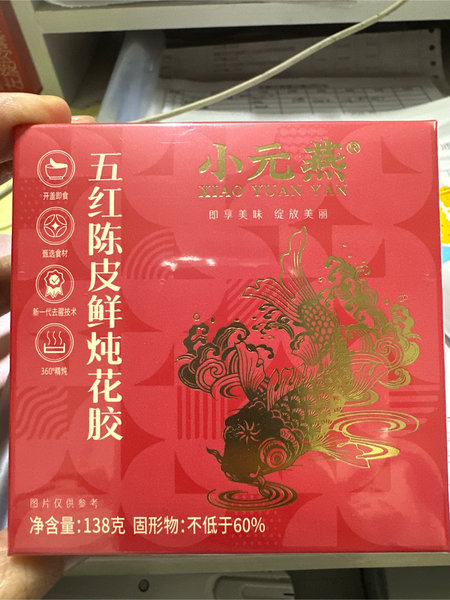 小元燕®
XIAO YUAN YAN
即享美味 绽放美丽
五红陈皮鲜炖花胶
开盖即食
甄选食材
新一代去腥技术
360°精炖
图片仅供参考
净含量:138克 固形物:不低于60%